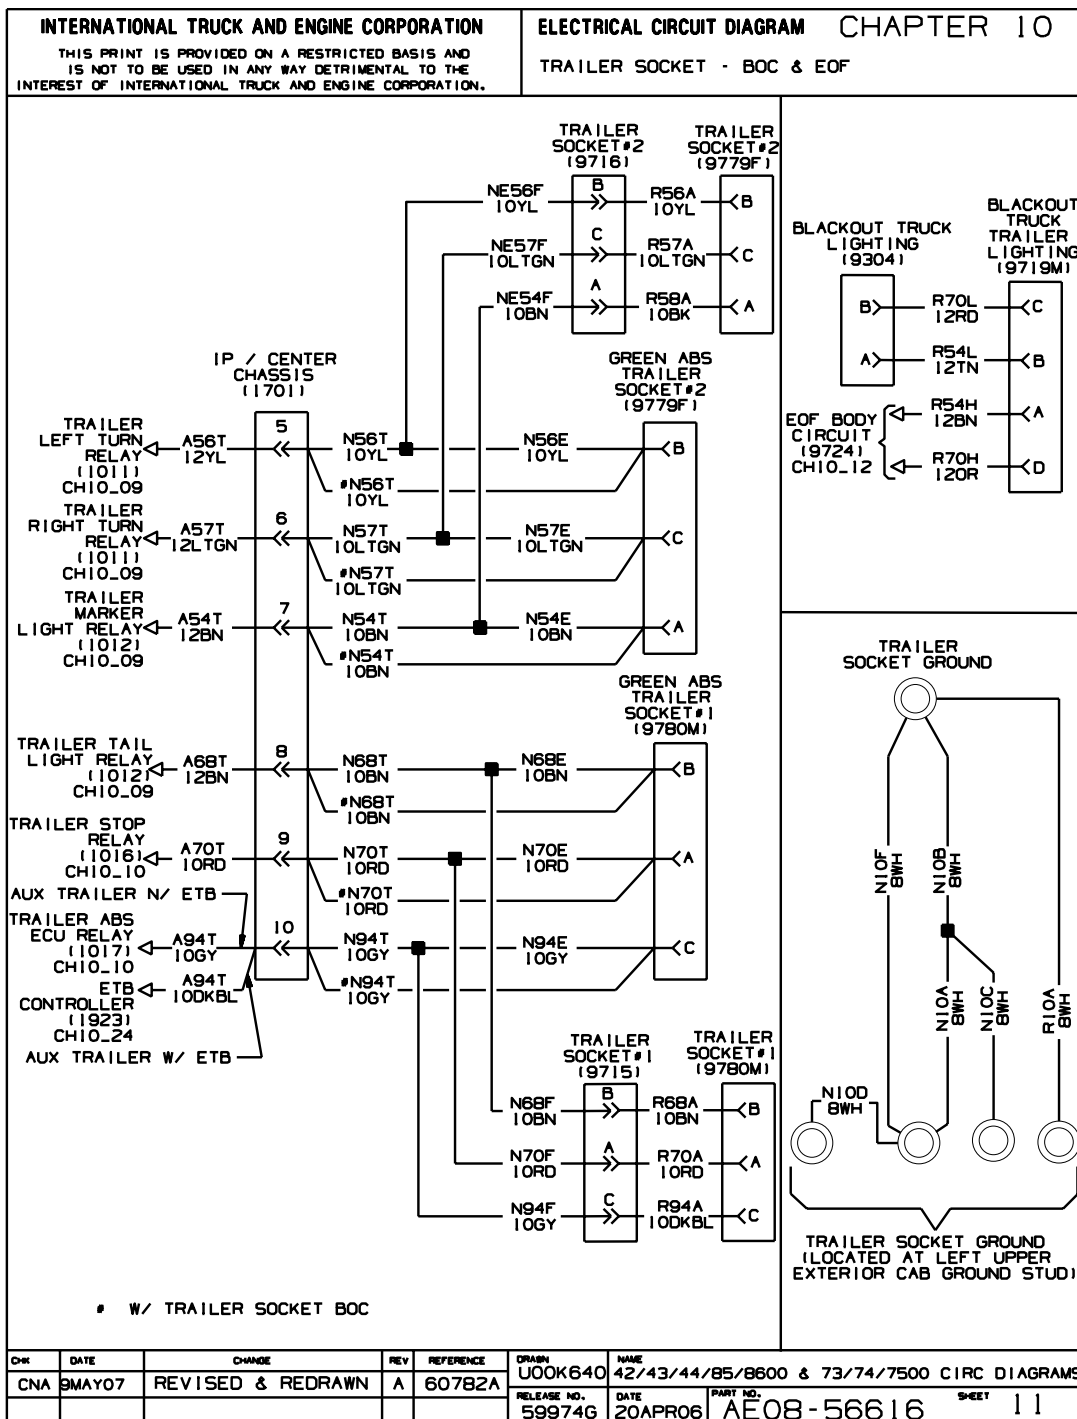 INTERNATIONAL TRUCK AND ENGINE CORPORATION
THIS PRINT IS PROVIDED ON A RESTRICTED BASIS AND
IS NOT TO BE USED IN ANY WAY DETRIMENTAL TO THE
INTEREST OF INTERNATIONAL TRUCK AND ENGINE CORPORATION.
ELECTRICAL CIRCUIT DIAGRAM CHAPTER 10
TRAILER SOCKET - BOC & EOF
TRAILER
SOCKET#2
(9716)
TRAILER
SOCKET#2
(9779F)
NE56F
10YL
B
R56A
10YL
B
NE57F
10LTGN
C
R57A
10LTGN
C
NE54F
10BN
A
R58A
10BK
A
IP / CENTER
CHASSIS
(1701)
GREEN ABS
TRAILER
SOCKET#2
(9779F)
TRAILER
LEFT TURN
RELAY
(1011)
CH10_09
A56T
12YL
5
N56T
10YL
N56E
10YL
B
#N56T
10YL
TRAILER
RIGHT TURN
RELAY
(1011)
CH10_09
A57T
12LTGN
6
N57T
10LTGN
N57E
10LTGN
C
#N57T
10LTGN
TRAILER
MARKER
LIGHT RELAY
(1012)
CH10_09
A54T
12BN
7
N54T
10BN
N54E
10BN
A
#N54T
10BN
GREEN ABS
TRAILER
SOCKET#1
(9780M)
TRAILER TAIL
LIGHT RELAY
(1012)
CH10_09
A68T
12BN
8
N68T
10BN
N68E
10BN
B
#N68T
10BN
TRAILER STOP
RELAY
(1016)
CH10_10
A70T
10RD
9
N70T
10RD
N70E
10RD
A
#N70T
10RD
AUX TRAILER N/ ETB
TRAILER ABS
ECU RELAY
(1017)
CH10_10
A94T
10GY
10
N94T
10GY
N94E
10GY
C
#N94T
10GY
ETB
CONTROLLER
(1923)
CH10_24
A94T
10DKBL
AUX TRAILER W/ ETB
TRAILER
SOCKET#1
(9715)
TRAILER
SOCKET#1
(9780M)
N68F
10BN
B
R68A
10BN
B
N70F
10RD
A
R70A
10RD
A
N94F
10GY
C
R94A
10DKBL
C
# W/ TRAILER SOCKET BOC
BLACKOUT TRUCK
LIGHTING
(9304)
BLACKOUT
TRUCK
TRAILER
LIGHTING
(9719M)
B
R70L
12RD
C
A
R54L
12TN
B
EOF BODY
CIRCUIT
(9724)
CH10_12
R54H
12BN
A
R70H
12OR
D
TRAILER
SOCKET GROUND
N10F
8WH
N10B
8WH
N10A
8WH
N10C
8WH
R10A
8WH
N10D
8WH
TRAILER SOCKET GROUND
(LOCATED AT LEFT UPPER
EXTERIOR CAB GROUND STUD)
CHK DATE CHANGE REV REFERENCE
CNA 9MAY07 REVISED & REDRAWN A 60782A
DRAWN
U00K640
NAME
42/43/44/85/8600 & 73/74/7500 CIRC DIAGRAMS
RELEASE NO.
59974G
DATE
20APR06
PART NO.
AE08-56616
SHEET 11